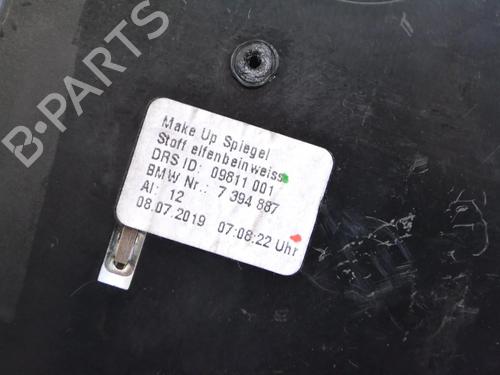 B-PARTS
Make Up Spiegel
Stoff elfenbeinweiss
DRS ID: 09811 001
BMW Nr.: 7 394 887
AI: 12
08.07.2019 07:08:22 Uhr